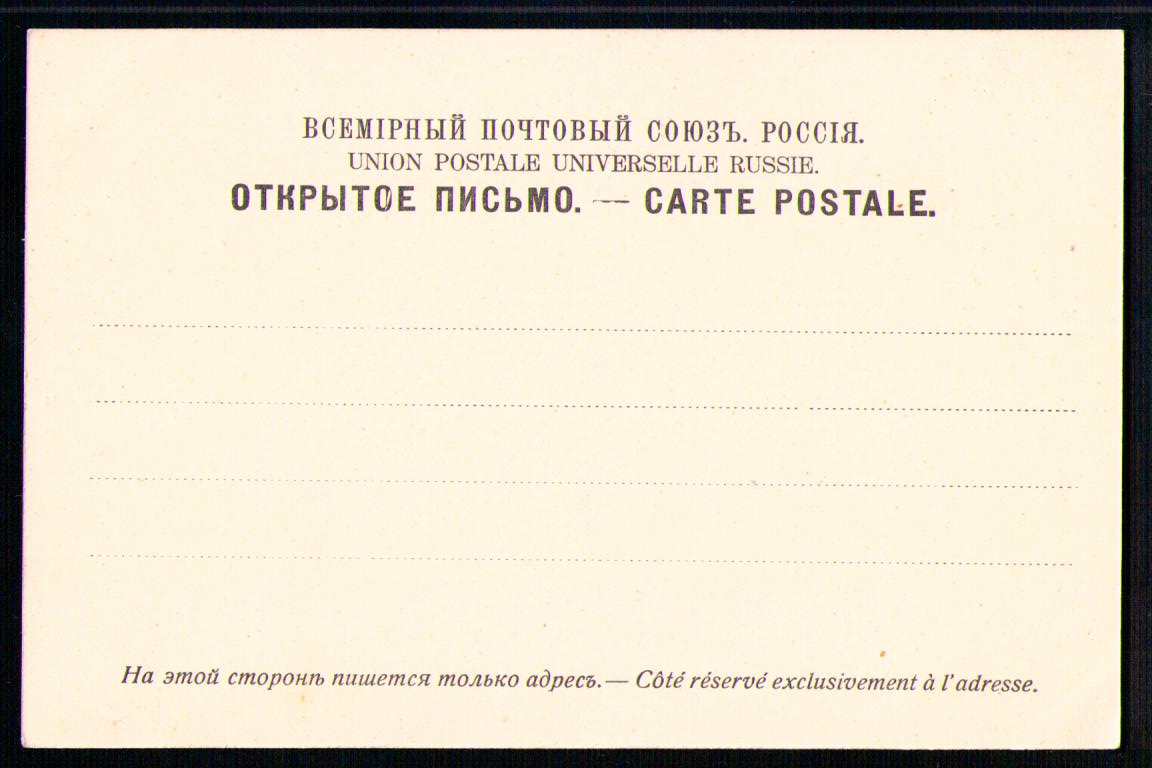 ВСЕМІРНЫЙ ПОЧТОВЫЙ СОЮЗЪ. РОССІЯ.
UNION POSTALE UNIVERSELLE RUSSIE.
ОТКРЫТОЕ ПИСЬМО. — CARTE POSTALE.
На этой сторонѣ пишется только адресъ.— Côté réservé exclusivement à l'adresse.